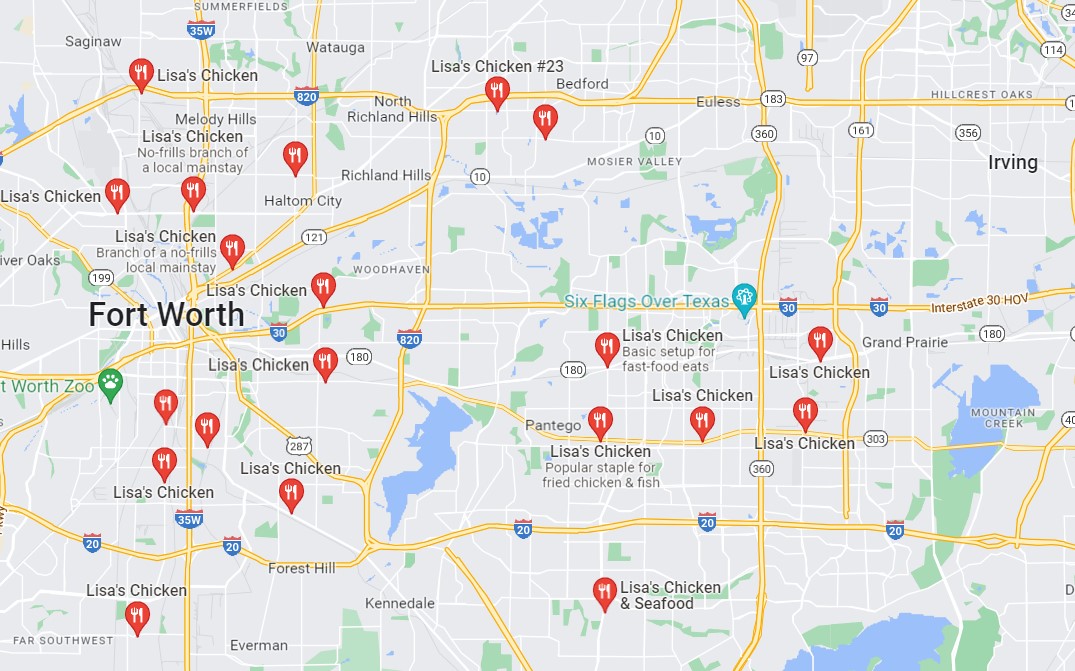 SUMMERFIELDS
35W
Saginaw
Watauga
34
114
97
Lisa's Chicken #23
Lisa's Chicken
Bedford
820
North
Richland Hills
Euless
183
HILLCREST OAKS
Melody Hills
Lisa's Chicken
No-frills branch of
a local mainstay
10
360
161
356
MOSIER VALLEY
Irving
Richland Hills
10
Lisa's Chicken
Haltom City
Lisa's Chicken
Branch of a no-frills
local mainstay
121
iver Oaks
WOODHAVEN
199
Lisa's Chicken
Six Flags Over Texas
Interstate 30 HOV
30
30
Fort Worth
30
820
Lisa's Chicken
Basic setup for
fast-food eats
180
Hills
Grand Prairie
180
Lisa's Chicken
180
Lisa's Chicken
t Worth Zoo
Lisa's Chicken
MOUNTAIN
CREEK
Pantego
40
287
Lisa's Chicken
303
Lisa's Chicken
Popular staple for
fried chicken & fish
Lisa's Chicken
360
Lisa's Chicken
Pkwy
35W
20
20
20
20
20
Forest Hill
Lisa's Chicken
Lisa's Chicken
& Seafood
D
Kennedale
FAR SOUTHWEST
Everman